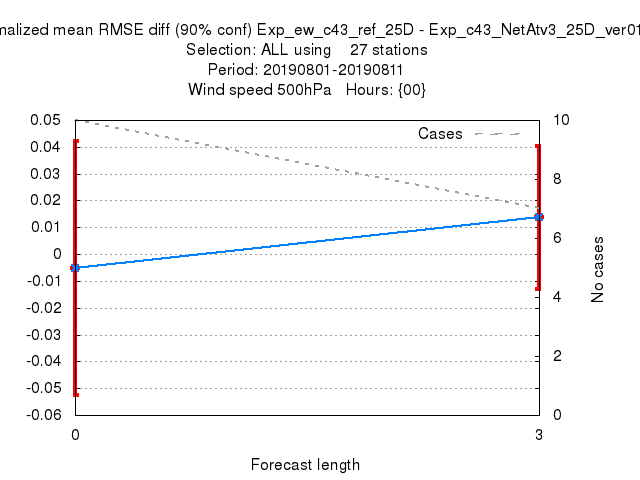 malized mean RMSE diff (90% conf) Exp_ew_c43_ref_25D - Exp_c43_NetAtv3_25D_ver01
Selection: ALL using 27 stations
Period: 20190801-20190811
Wind speed 500hPa Hours: {00}
Cases
0.05
0.04
0.03
0.02
0.01
0
-0.01
-0.02
-0.03
-0.04
-0.05
-0.06
10
8
6
4
2
0
No cases
0 3
Forecast length